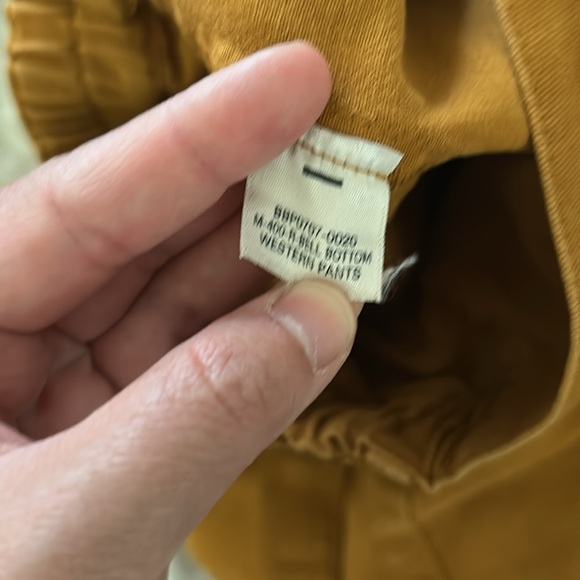 BBP0707-0020
M-400-R-BELL BOTTOM
WESTERN PANTS